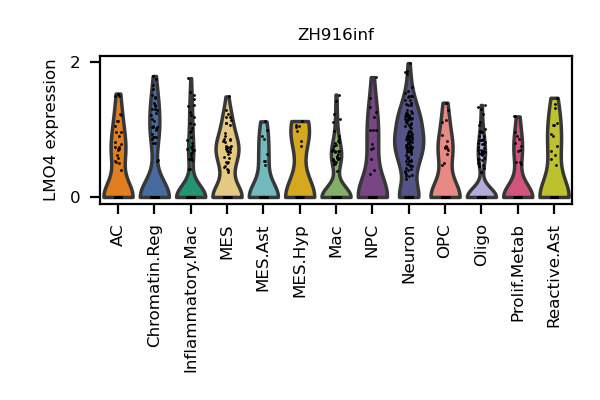 ZH916inf
LMO4 expression
2
0
AC
Chromatin.Reg
Inflammatory.Mac
MES
MES.Ast
MES.Hyp
Mac
NPC
Neuron
OPC
Oligo
Prolif.Metab
Reactive.Ast